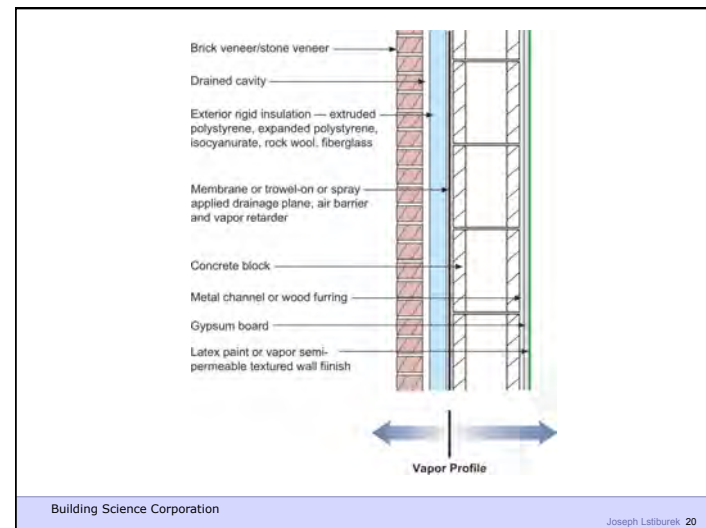 Brick veneer/stone veneer
Drained cavity
Exterior rigid insulation — extruded
polystyrene, expanded polystyrene,
isocyanurate, rock wool, fiberglass
Membrane or trowel-on or spray
applied drainage plane, air barrier
and vapor retarder
Concrete block
Metal channel or wood furring
Gypsum board
Latex paint or vapor semi-
permeable textured wall fiinish
Vapor Profile
Building Science Corporation
Joseph Lstiburek 20